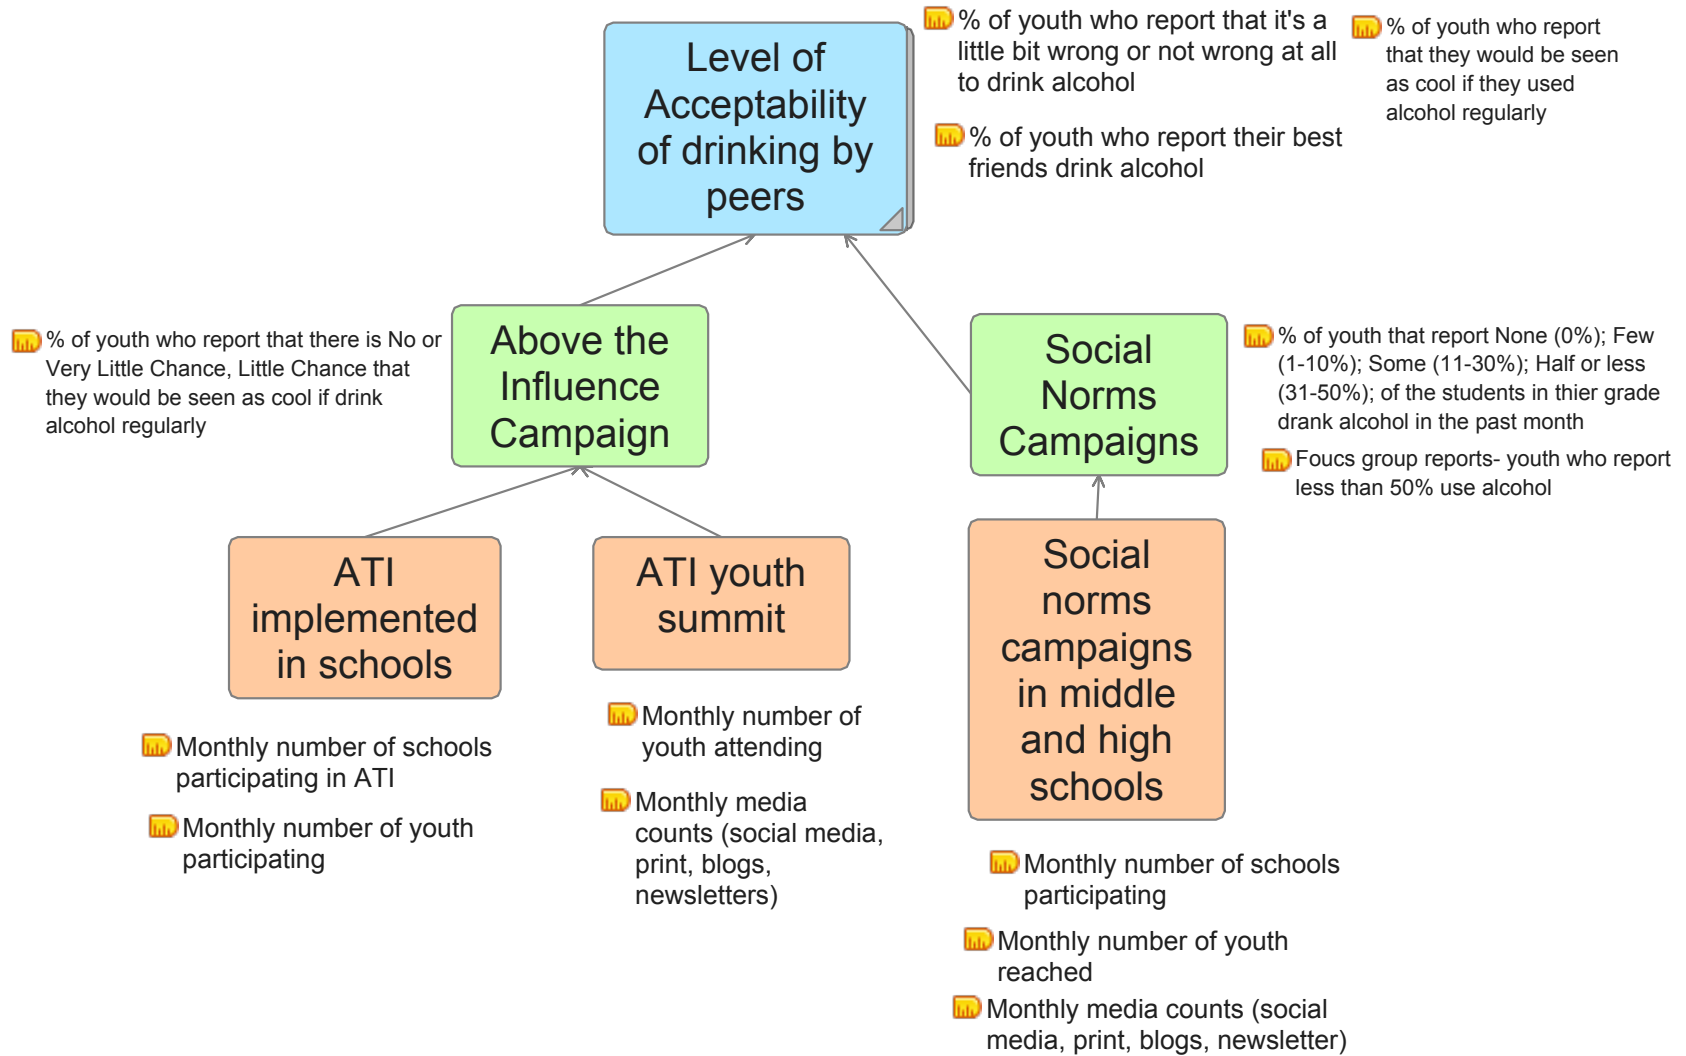 Level of
Acceptability
of drinking by
peers
% of youth who report that it's a
little bit wrong or not wrong at all
to drink alcohol
% of youth who report
that they would be seen
as cool if they used
alcohol regularly
% of youth who report their best
friends drink alcohol
% of youth who report that there is No or
Very Little Chance, Little Chance that
they would be seen as cool if drink
alcohol regularly
Above the
Influence
Campaign
Social
Norms
Campaigns
% of youth that report None (0%); Few
(1-10%); Some (11-30%); Half or less
(31-50%); of the students in thier grade
drank alcohol in the past month
Foucs group reports- youth who report
less than 50% use alcohol
ATI
implemented
in schools
ATI youth
summit
Social
norms
campaigns
in middle
and high
schools
Monthly number of schools
participating in ATI
Monthly number of youth
participating
Monthly number of
youth attending
Monthly media
counts (social media,
print, blogs,
newsletters)
Monthly number of schools
participating
Monthly number of youth
reached
Monthly media counts (social
media, print, blogs, newsletter)